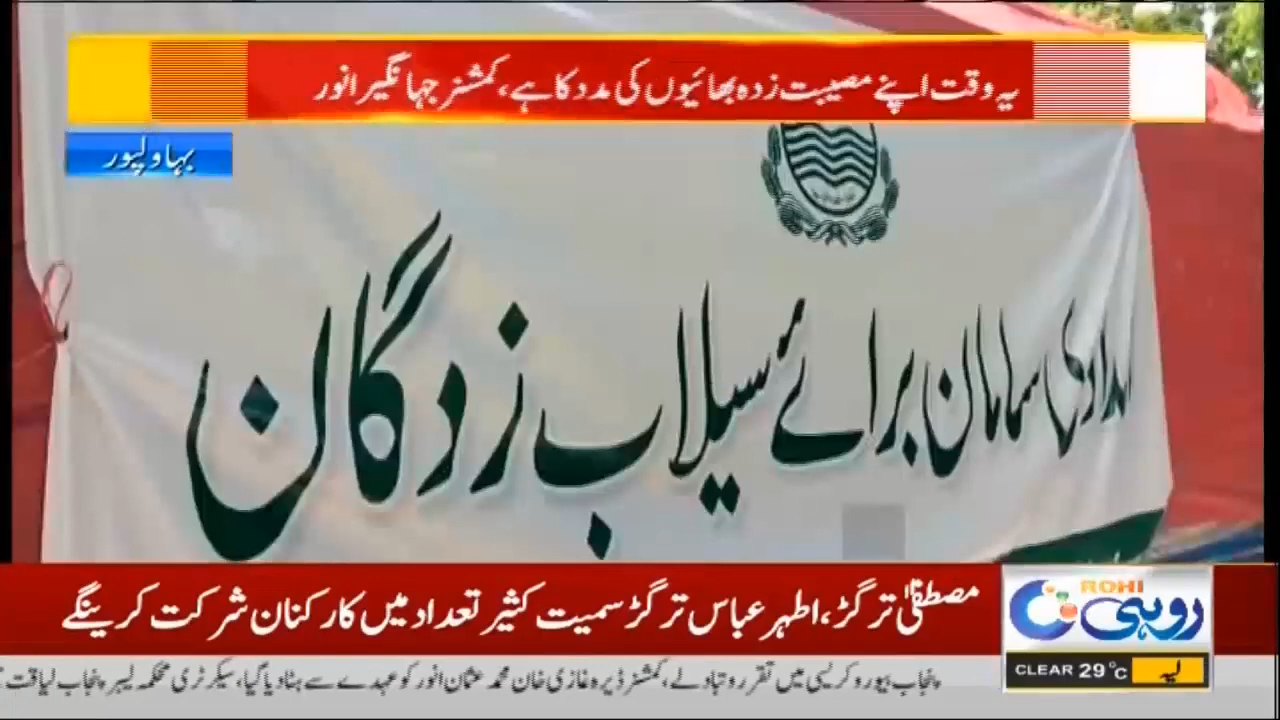 یہ وقت اپنے مصیبت زدہ بھائیوں کی مدد کا ہے، کمشنر جہانگیر انور
بہاولپور
امدادی سامان برائے سیلاب زدگان
مصطفیٰ ترگڑ، اطہر عباس ترگڑ سمیت کثیر تعداد میں کارکنان شرکت کرینگے
ROHI
روہی
CLEAR 29°C لیہ
پنجاب بیوروکریسی میں تقرر و تبادلے، کمشنر ڈیرہ غازی خان محمد عثمان انور کو عہدے سے ہٹا دیا گیا، سیکرٹری محکمہ لیبر پنجاب لیاقت